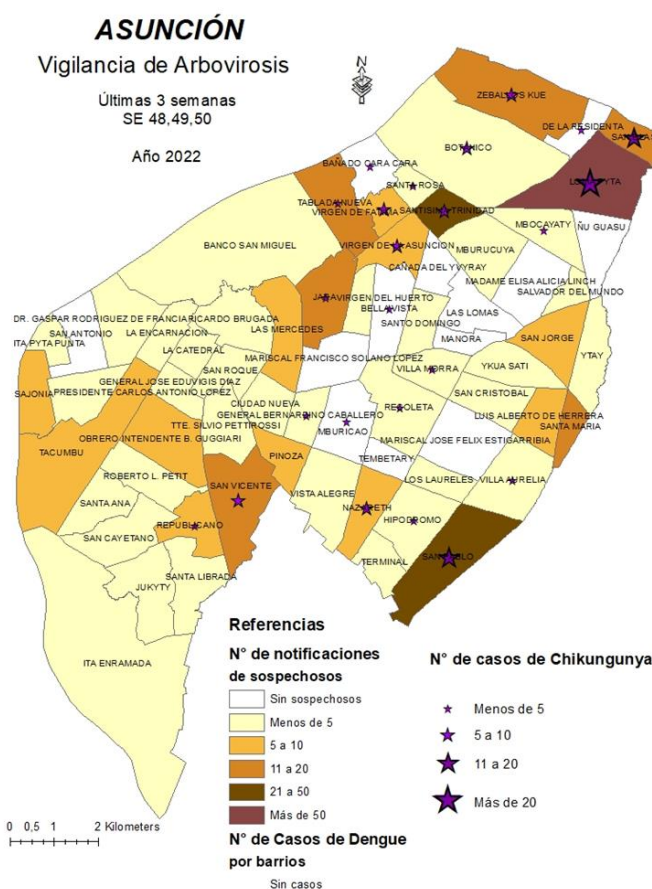 ASUNCIÓN
Vigilancia de Arbovirosis
Últimas 3 semanas
SE 48,49,50
Año 2022
N
ZEBALLOS KUE
DE LA RESIDENTA
BOTANICO
BAÑADO CARA CARA
SANTA ROSA
TABLADA NUEVA
VIRGEN DE FATIMA
SANTISIMA TRINIDAD
MBOCAYATY
ÑU GUASU
BANCO SAN MIGUEL
VIRGEN DE LA ASUNCION
MBURUCUYA
CAÑADA DEL YVYRAY
MADAME ELISA ALICIA LINCH
SALVADOR DEL MUNDO
JARA
VIRGEN DEL HUERTO
BELLA VISTA
SANTO DOMINGO
LAS LOMAS
DR. GASPAR RODRIGUEZ DE FRANCIA
RICARDO BRUGADA
SAN ANTONIO
LA ENCARNACION
LAS MERCEDES
MANORA
SAN JORGE
ITA PYTA PUNTA
LA CATEDRAL
MARISCAL FRANCISCO SOLANO LOPEZ
YTAY
SAN ROQUE
VILLA MORRA
YKUA SATI
GENERAL JOSE EDUVIGIS DIAZ
SAJONIA
PRESIDENTE CARLOS ANTONIO LOPEZ
SAN CRISTOBAL
CIUDAD NUEVA
RECOLETA
GENERAL BERNARDINO CABALLERO
LUIS ALBERTO DE HERRERA
TTE. SILVIO PETTIROSSI
MBURICAO
SANTA MARIA
OBRERO INTENDENTE B. GUGGIARI
MARISCAL JOSE FELIX ESTIGARRIBIA
TACUMBU
PINOZA
TEMBETARY
ROBERTO L. PETIT
VISTA ALEGRE
LOS LAURELES
VILLA AURELIA
SAN VICENTE
SANTA ANA
NAZARETH
REPUBLICANO
HIPODROMO
SAN CAYETANO
SAN PABLO
TERMINAL
SANTA LIBRADA
JUKYTY
ITA ENRAMADA
Referencias
N° de notificaciones
de sospechosos
Sin sospechosos
Menos de 5
5 a 10
11 a 20
21 a 50
Más de 50
N° de Casos de Dengue
por barrios
Sin casos
N° de casos de Chikungunya
Menos de 5
5 a 10
11 a 20
Más de 20
0 0,5 1 2 Kilometers